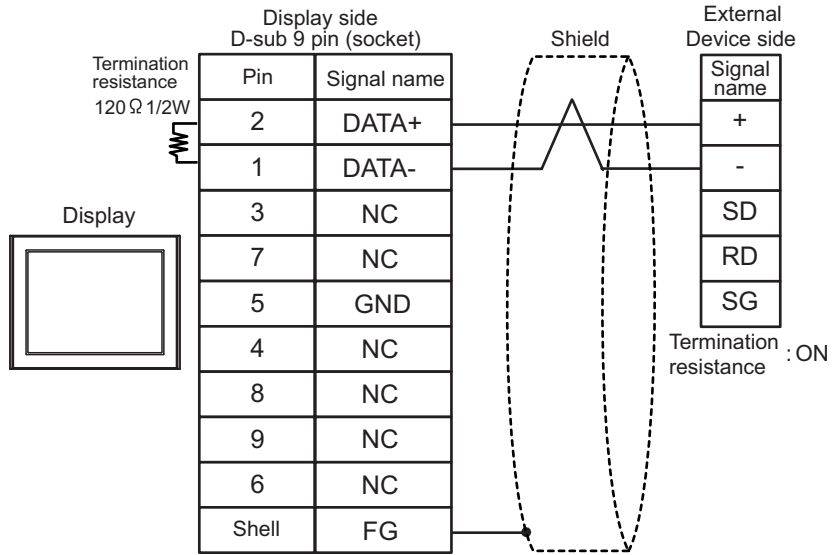 Display side
D-sub 9 pin (socket)
Shield
External
Device side
Termination
resistance
120Ω 1/2W
Pin
Signal name
Signal
name
2
DATA+
+
1
DATA-
-
Display
3
NC
SD
7
NC
RD
5
GND
SG
4
NC
Termination
resistance
: ON
8
NC
9
NC
6
NC
Shell
FG